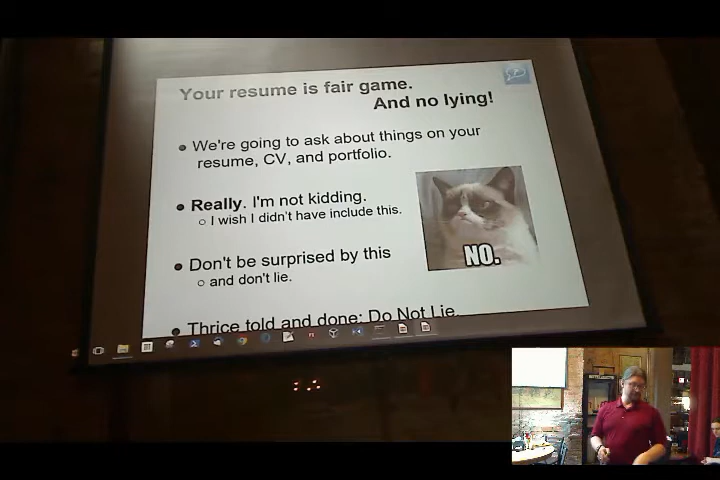 Your resume is fair game.
And no lying!
We're going to ask about things on your
resume, CV, and portfolio.
Really. I'm not kidding.
I wish I didn't have include this.
Don't be surprised by this
and don't lie.
Thrice told and done: Do Not Lie.
NO.